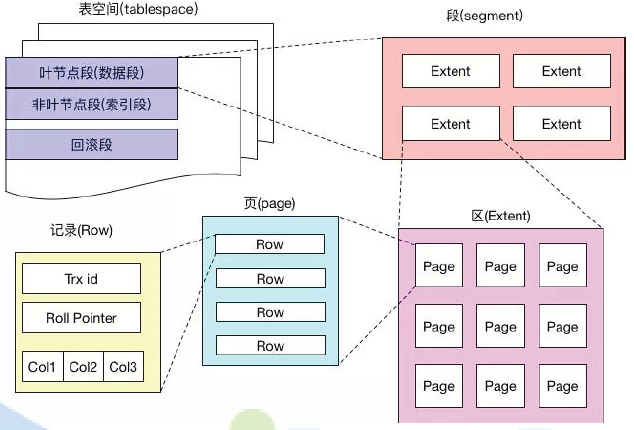 表空间(tablespace)
叶节点段(数据段)
非叶节点段(索引段)
回滚段
段(segment)
Extent Extent
Extent Extent
记录(Row)
Trx id
Roll Pointer
Col1 Col2 Col3
页(page)
Row
Row
Row
Row
区(Extent)
Page Page Page
Page Page Page
Page Page Page